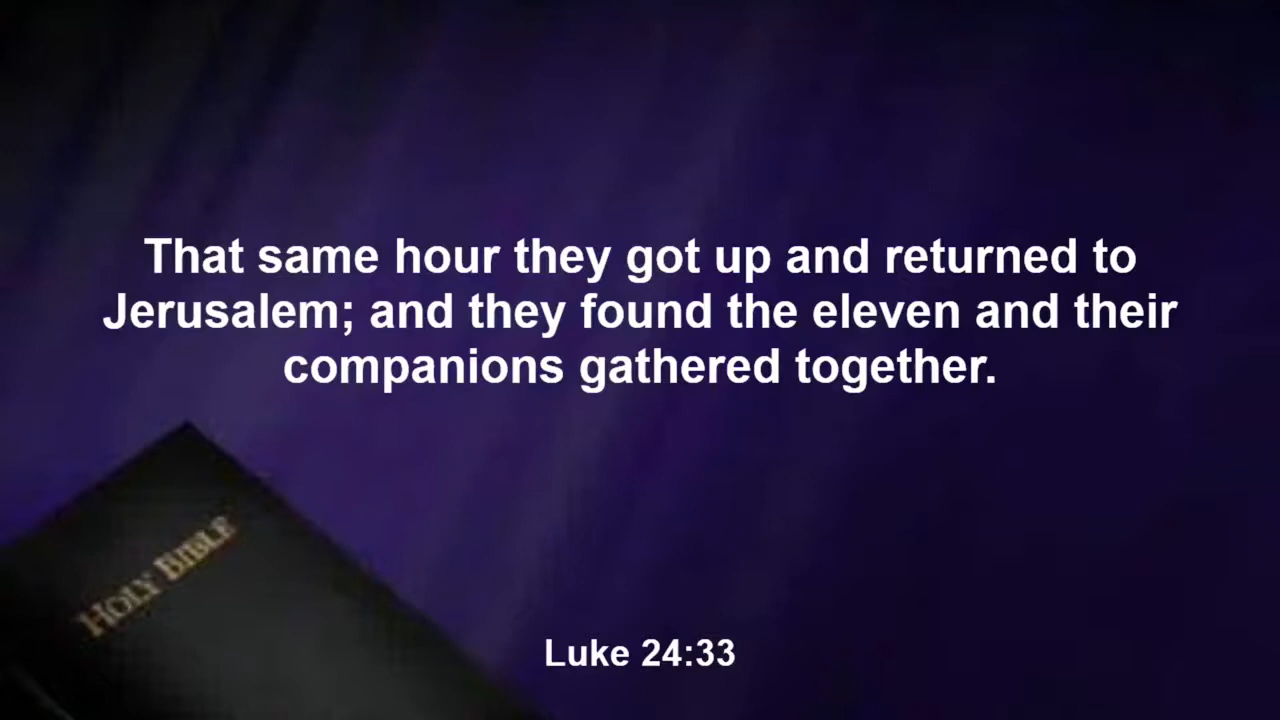 That same hour they got up and returned to
Jerusalem; and they found the eleven and their
companions gathered together.
HOLY BIBLE
Luke 24:33